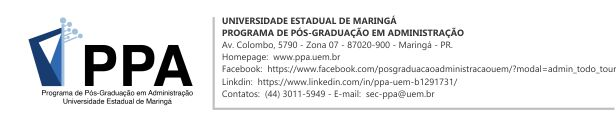 PPA
Programa de Pós-Graduação em Administração
Universidade Estadual de Maringá
UNIVERSIDADE ESTADUAL DE MARINGÁ
PROGRAMA DE PÓS-GRADUAÇÃO EM ADMINISTRAÇÃO
Av. Colombo, 5790 - Zona 07 - 87020-900 - Maringá - PR.
Homepage: www.ppa.uem.br
Facebook: https://www.facebook.com/posgraduacaoadministracaouem/?modal=admin_todo_tour
Linkdin: https://www.linkedin.com/in/ppa-uem-b1291731/
Contatos: (44) 3011-5949 - E-mail: sec-ppa@uem.br